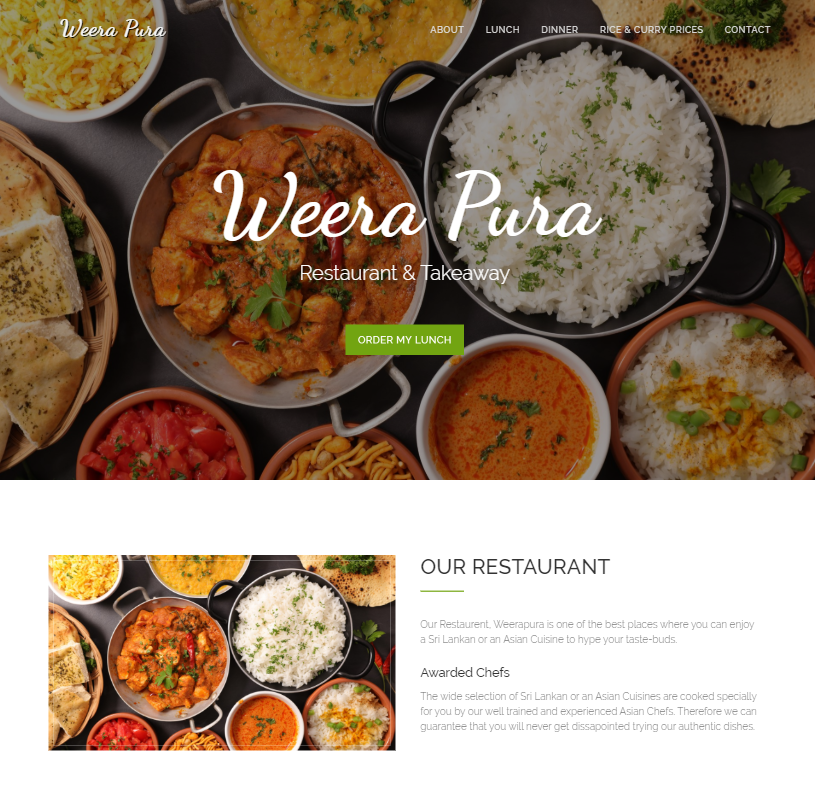 Weera Pura
ABOUT LUNCH DINNER RICE & CURRY PRICES CONTACT
Weera Pura
Restaurant & Takeaway
ORDER MY LUNCH
OUR RESTAURANT
Our Restaurent, Weerapura is one of the best places where you can enjoy
a Sri Lankan or an Asian Cuisine to hype your taste-buds.
Awarded Chefs
The wide selection of Sri Lankan or an Asian Cuisines are cooked specially
for you by our well trained and experienced Asian Chefs. Therefore we can
guarantee that you will never get dissapointed trying our authentic dishes.